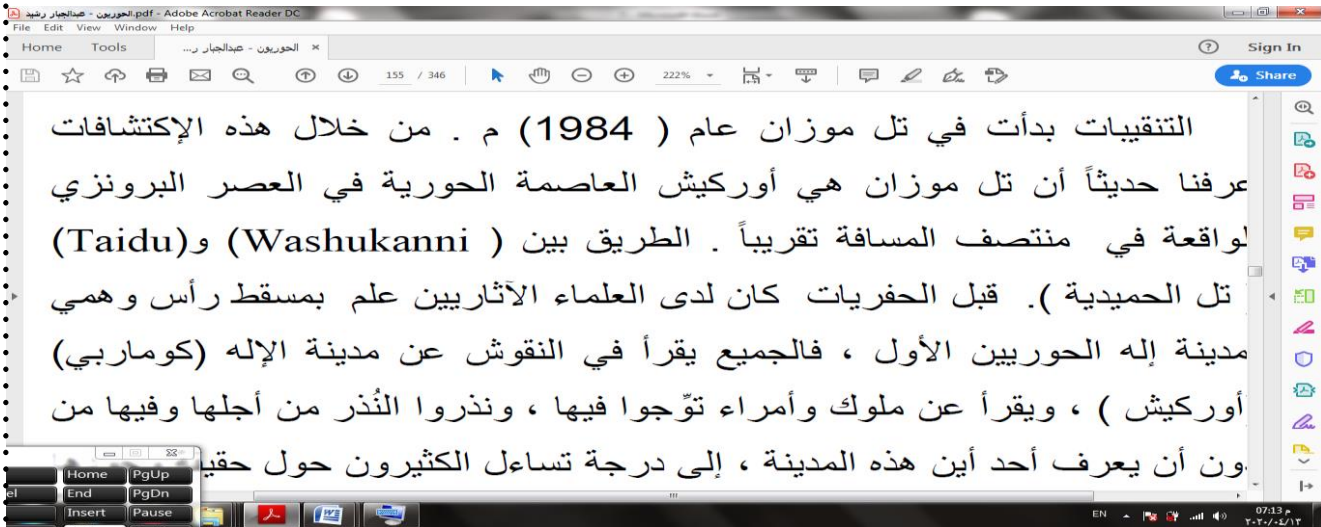 الحوريون - عبدالجبار رشيد.pdf - Adobe Acrobat Reader DC
File Edit View Window Help
Home Tools الحوريون - عبدالجبار ر... × Sign In
155 / 346 222% Share
التنقيبات بدأت في تل موزان عام ( 1984) م . من خلال هذه الإكتشافات
عرفنا حديثاً أن تل موزان هي أوركيش العاصمة الحورية في العصر البرونزي
لواقعة في منتصف المسافة تقريباً . الطريق بين ( Washukanni) و(Taidu)
تل الحميدية ). قبل الحفريات كان لدى العلماء الآثاريين علم بمسقط رأس وهمي
مدينة إله الحوريين الأول ، فالجميع يقرأ في النقوش عن مدينة الإله (كوماربي)
أوركيش ) ، ويقرأ عن ملوك وأمراء توِّجوا فيها ، ونذروا النُذر من أجلها وفيها من
ون أن يعرف أحد أين هذه المدينة ، إلى درجة تساءل الكثيرون حول
Home PgUp
End PgDn
Insert Pause
EN 07:13 م
٢٠٢٠/٠٤/١٢